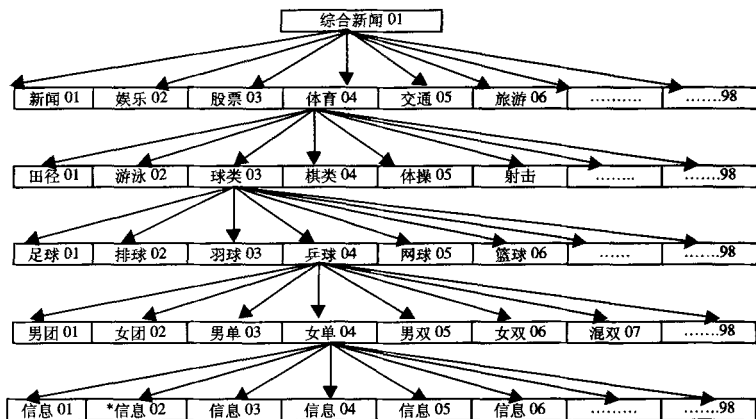 综合新闻 01
新闻 01 娱乐 02 股票 03 体育 04 交通 05 旅游 06 .......... .......98
田径 01 游泳 02 球类 03 棋类 04 体操 05 射击 ........ .......98
足球 01 排球 02 羽球 03 乒球 04 网球 05 篮球 06 ...... .......98
男团 01 女团 02 男单 03 女单 04 男双 05 女双 06 混双 07 .......98
信息 01 *信息 02 信息 03 信息 04 信息 05 信息 06 .......... .......98